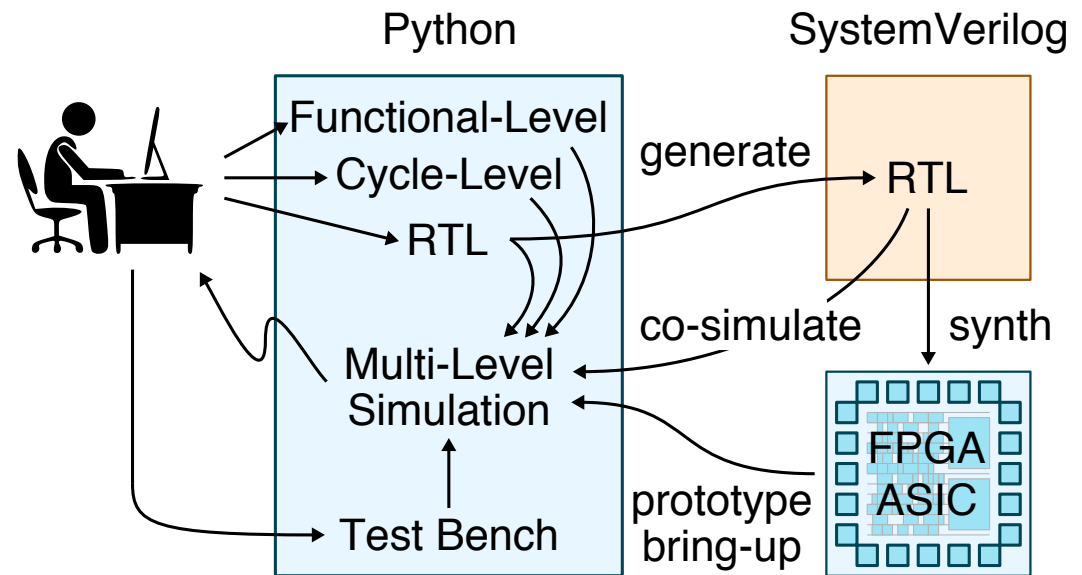 Python
SystemVerilog
Functional-Level
Cycle-Level
RTL
generate
RTL
co-simulate
synth
Multi-Level
Simulation
FPGA
ASIC
prototype
bring-up
Test Bench